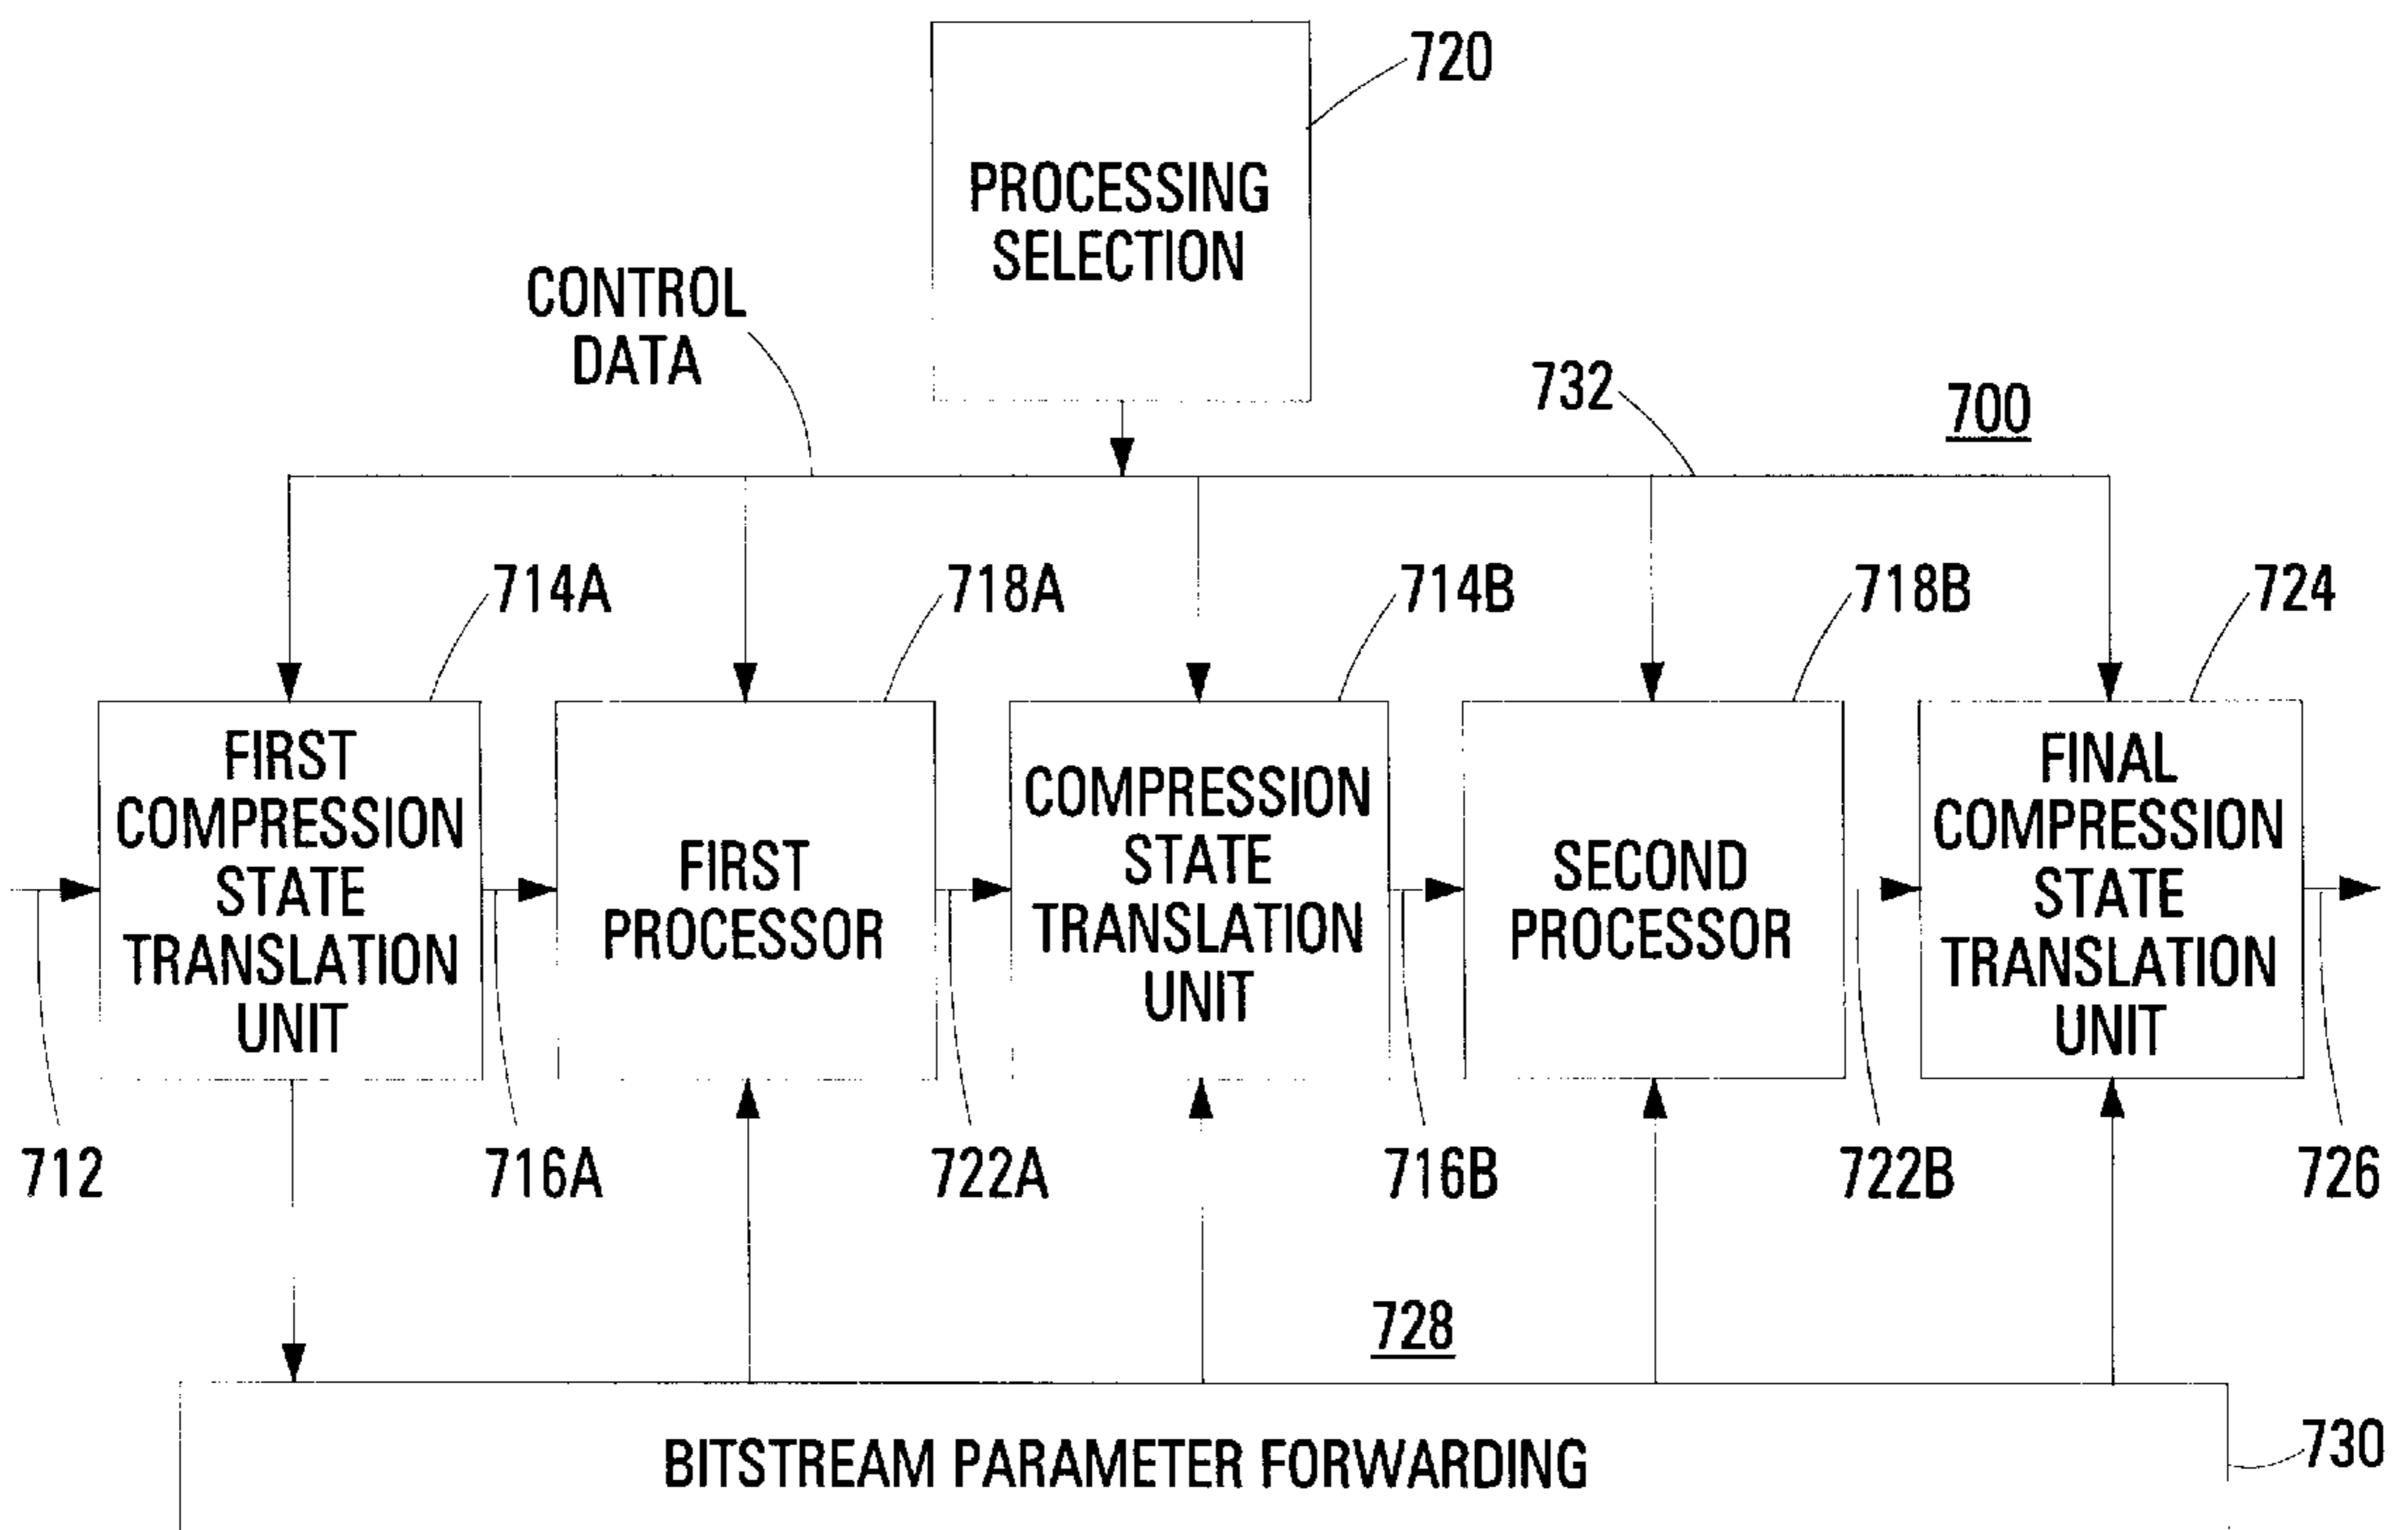 720
PROCESSING
SELECTION
CONTROL
DATA
732
700
714A
718A
714B
718B
724
FIRST
COMPRESSION
STATE
TRANSLATION
UNIT
FIRST
PROCESSOR
COMPRESSION
STATE
TRANSLATION
UNIT
SECOND
PROCESSOR
FINAL
COMPRESSION
STATE
TRANSLATION
UNIT
712
716A
722A
716B
722B
726
728
BITSTREAM PARAMETER FORWARDING
730